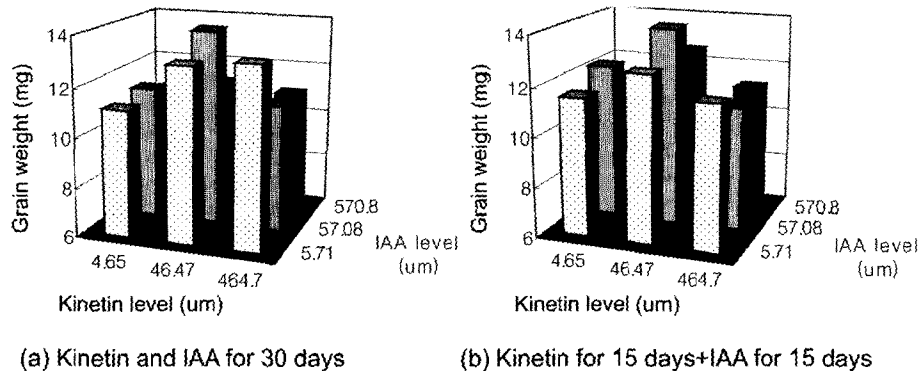 14
12
10
8
6
Grain weight (mg)
4.65
46.47
464.7
Kinetin level (um)
570.8
57.08
5.71
IAA level
(um)
(a) Kinetin and IAA for 30 days
14
12
10
8
6
Grain weight (mg)
4.65
46.47
464.7
Kinetin level (um)
570.8
57.08
5.71
IAA level
(um)
(b) Kinetin for 15 days+IAA for 15 days